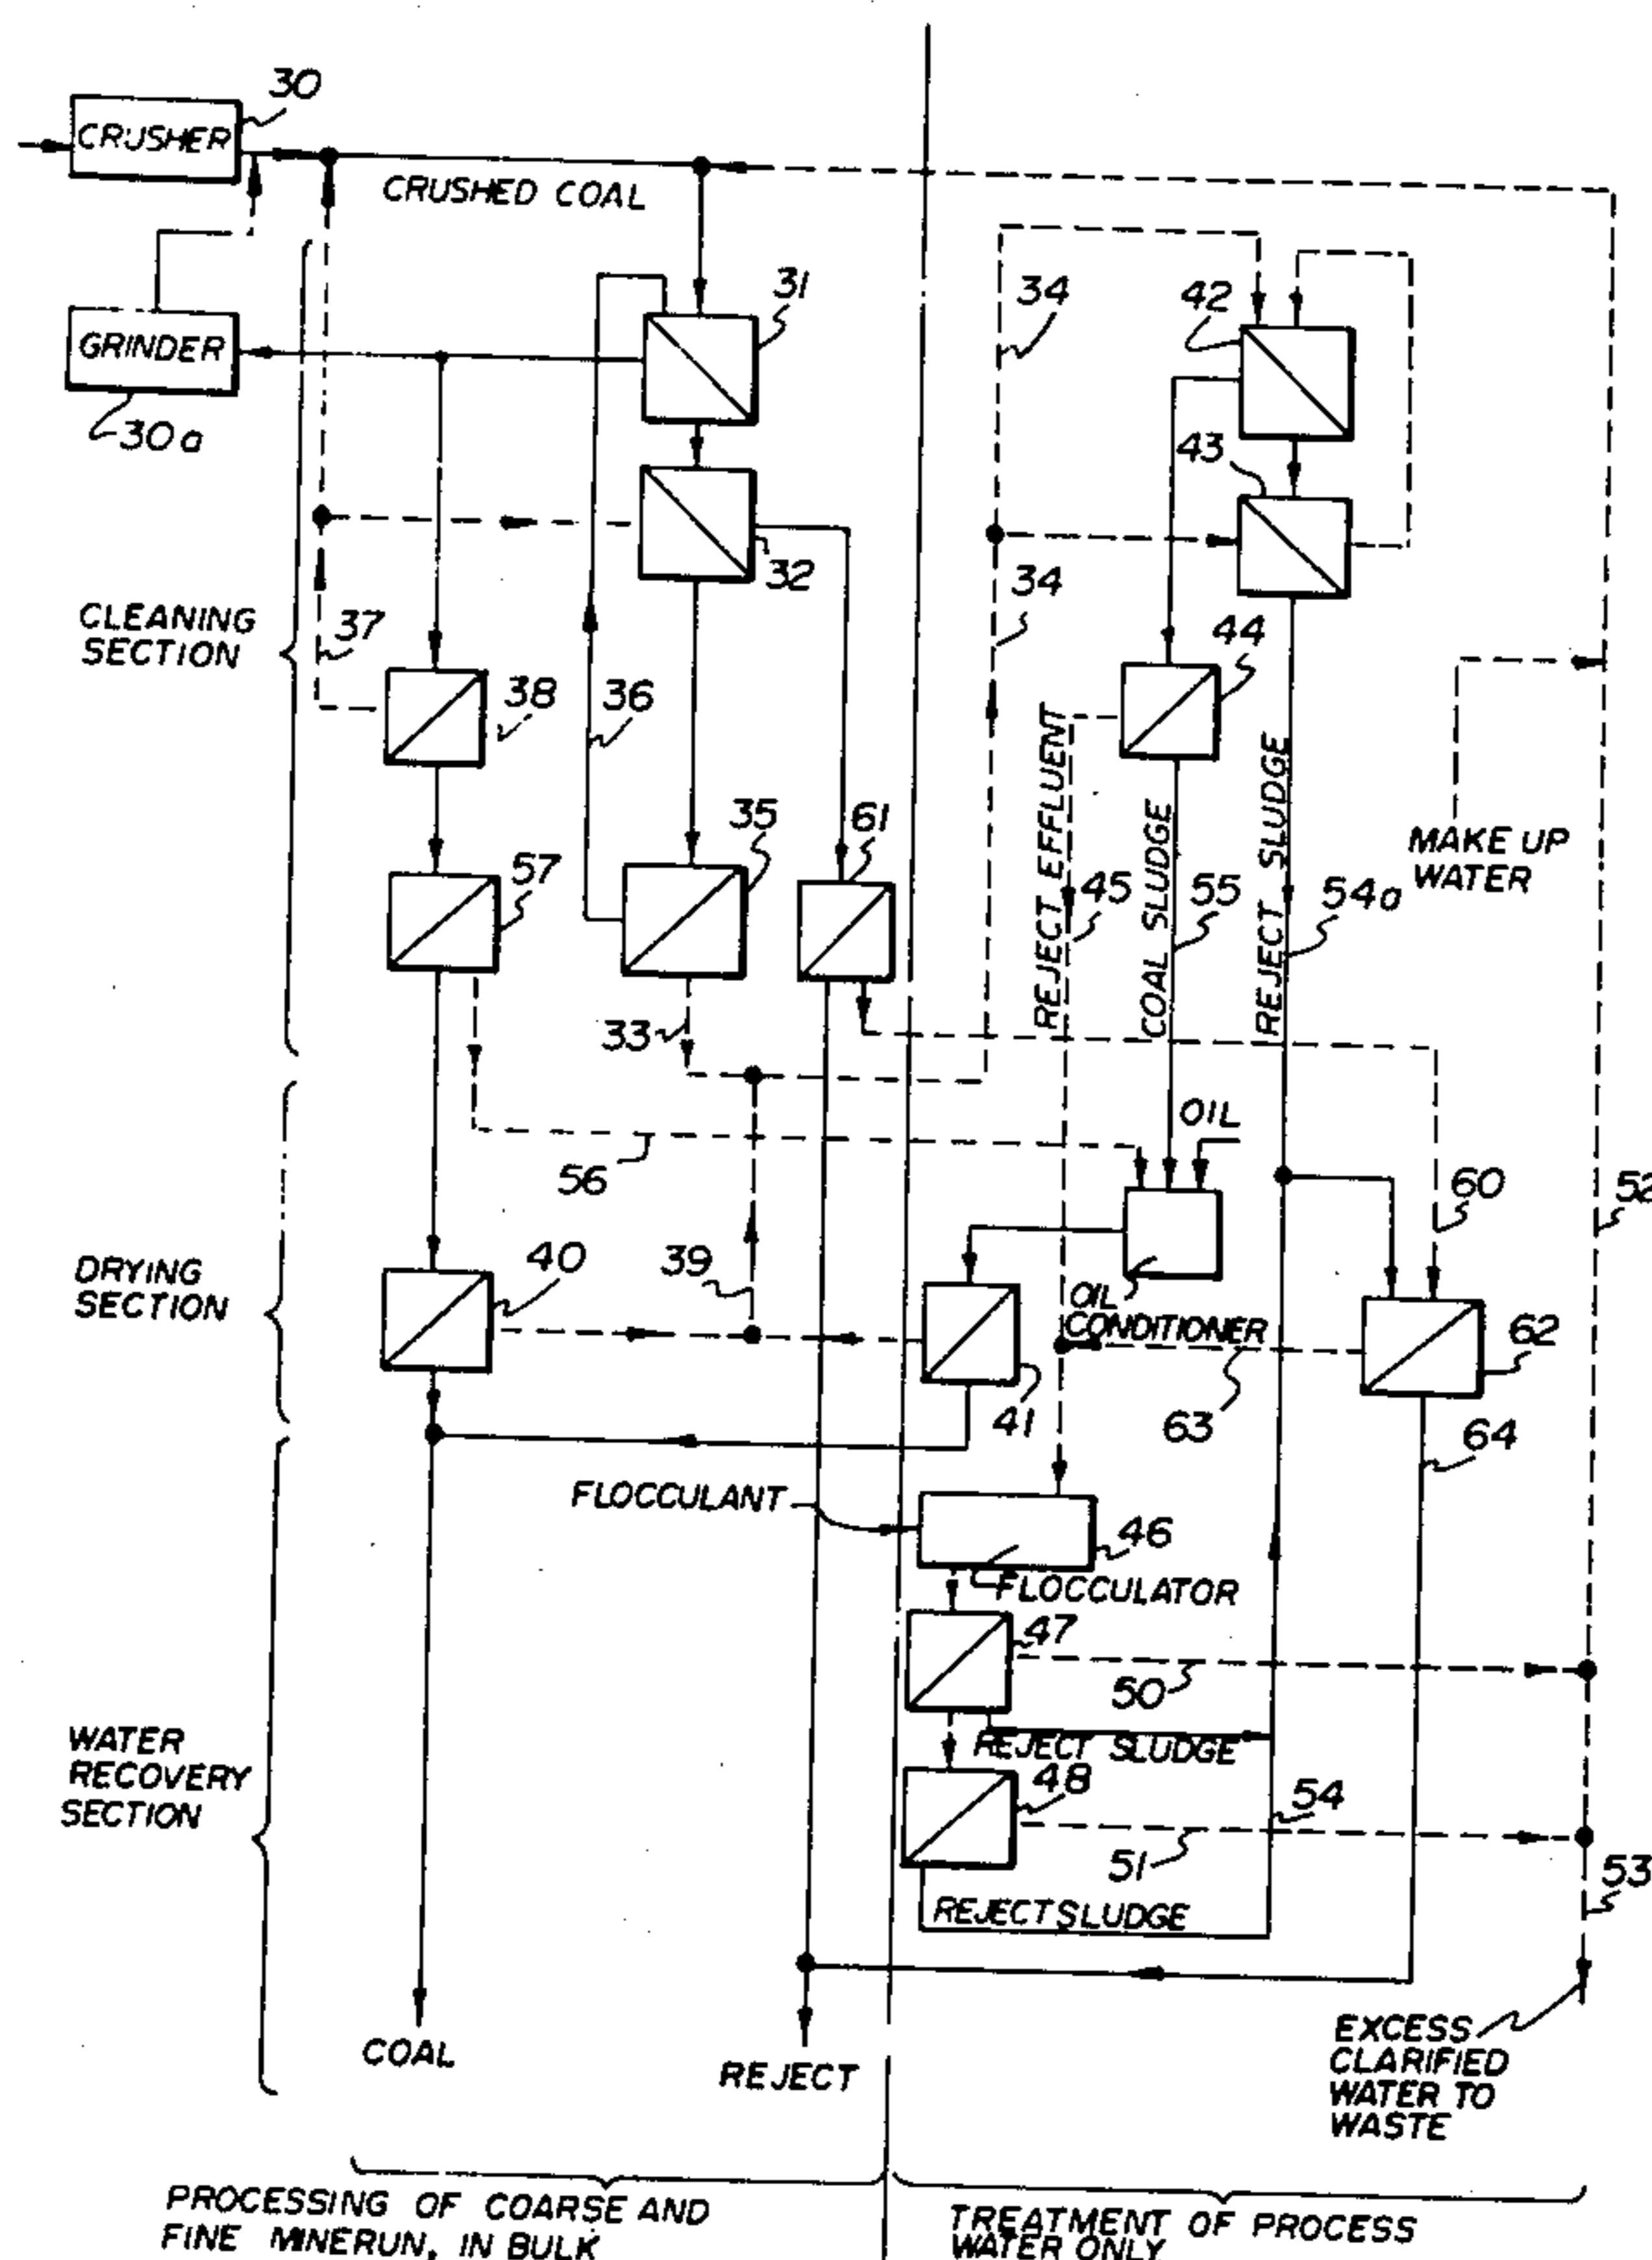 30
CRUSHER
CRUSHED COAL
GRINDER
30a
31
32
34
42
43
34
44
CLEANING
SECTION
37
38
36
35
61
57
33
REJECT EFFLUENT
45
COAL SLUDGE
55
REJECT SLUDGE
54a
MAKE UP
WATER
OIL
56
60
52
DRYING
SECTION
40
39
OIL
CONDITIONER
41
63
62
64
FLOCCULANT
46
FLOCCULATOR
47
50
REJECT SLUDGE
48
54
51
53
REJECT SLUDGE
WATER
RECOVERY
SECTION
COAL
REJECT
EXCESS
CLARIFIED
WATER TO
WASTE
PROCESSING OF COARSE AND
FINE MINERUN, IN BULK
TREATMENT OF PROCESS
WATER ONLY